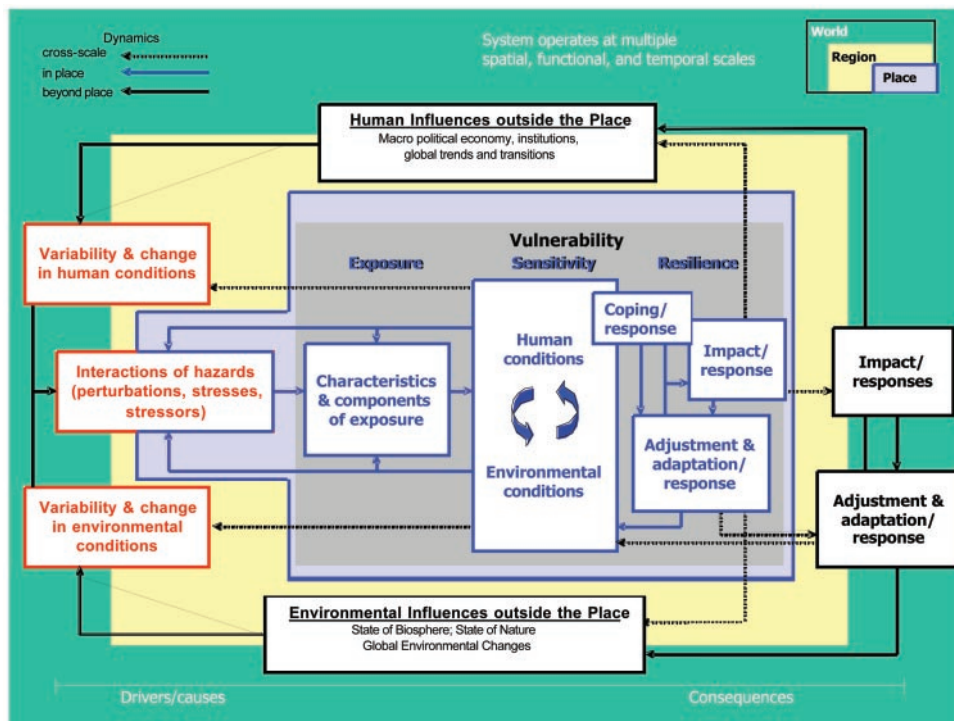 Dynamics
cross-scale
in place
beyond place
System operates at multiple
spatial, functional, and temporal scales
World
Region
Place
Human Influences outside the Place
Macro political economy, institutions,
global trends and transitions
Variability & change
in human conditions
Vulnerability
Exposure
Sensitivity
Resilience
Coping/
response
Human
conditions
Impact/
response
Impact/
responses
Interactions of hazards
(perturbations, stresses,
stressors)
Characteristics
& components
of exposure
Adjustment &
adaptation/
response
Environmental
conditions
Variability & change
in environmental
conditions
Adjustment &
adaptation/
response
Environmental Influences outside the Place
State of Biosphere; State of Nature
Global Environmental Changes
Drivers/causes
Consequences